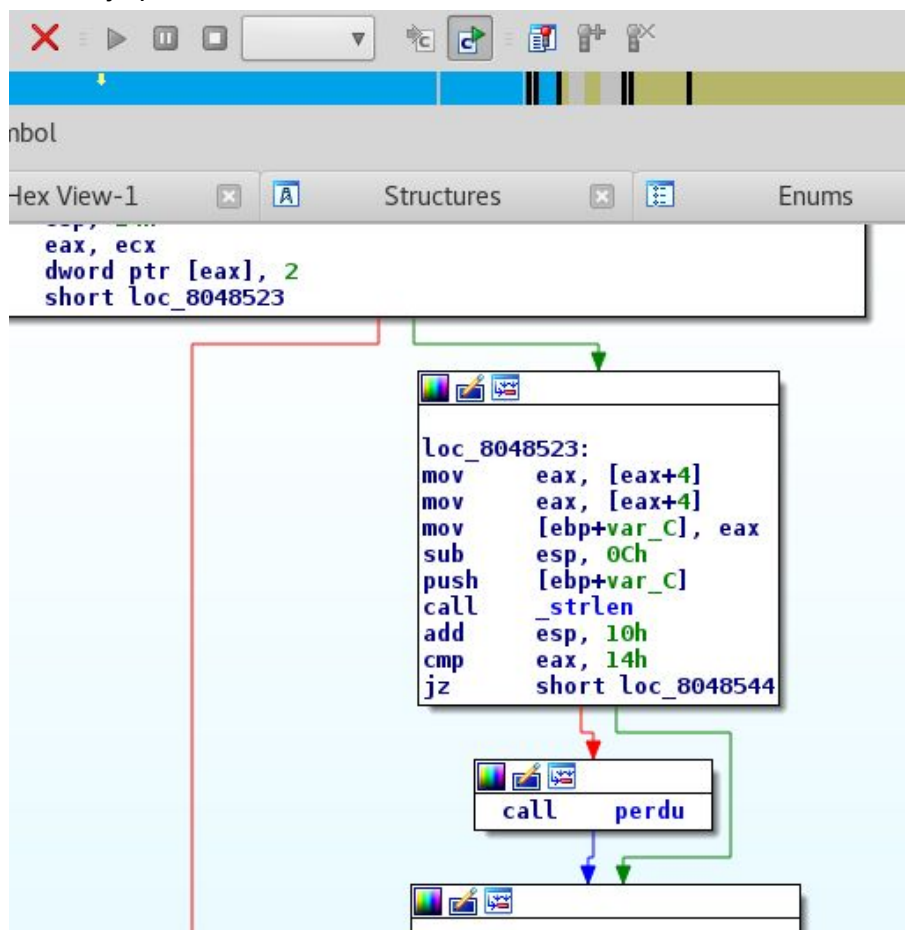 mbol
Hex View-1 Structures Enums
eax, ecx
dword ptr [eax], 2
short loc_8048523
loc_8048523:
mov eax, [eax+4]
mov eax, [eax+4]
mov [ebp+var_C], eax
sub esp, 0Ch
push [ebp+var_C]
call _strlen
add esp, 10h
cmp eax, 14h
jz short loc_8048544
call perdu